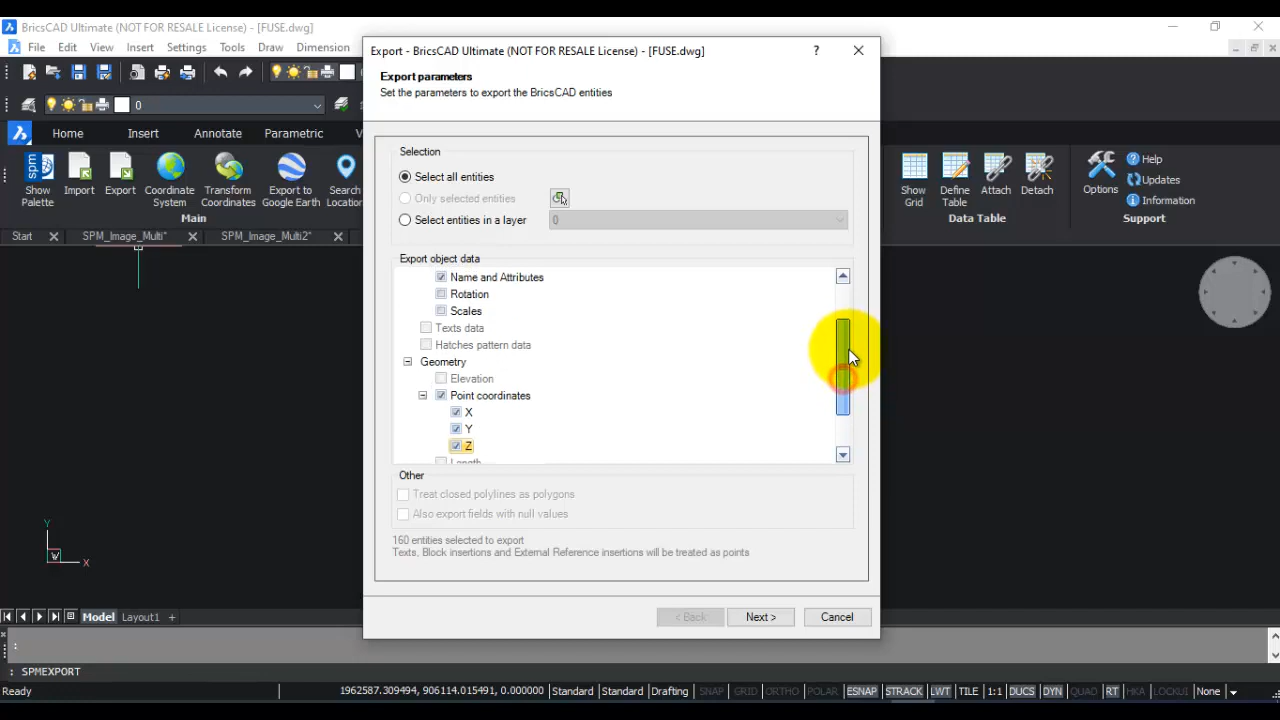 BricsCAD Ultimate (NOT FOR RESALE License) - [FUSE.dwg]
File Edit View Insert Settings Tools Draw Dimension
0
Home Insert Annotate Parametric
spm
Show Palette
Import
Export
Coordinate System
Transform Coordinates
Export to Google Earth
Search
Main
Show Grid
Define Table
Attach
Detach
Data Table
Options
Help
Updates
Information
Support
Start SPM_Image_Multi* SPM_Image_Multi2*
Export - BricsCAD Ultimate (NOT FOR RESALE License) - [FUSE.dwg]
?
Export parameters
Set the parameters to export the BricsCAD entities
Selection
Select all entities
Only selected entities
Select entities in a layer 0
Export object data
Name and Attributes
Rotation
Scales
Texts data
Hatches pattern data
Geometry
Elevation
Point coordinates
X
Y
Z
Length
Other
Treat closed polylines as polygons
Also export fields with null values
160 entities selected to export
Texts, Block insertions and External Reference insertions will be treated as points
< Back Next > Cancel
Y
W
X
Model Layout1 +
:
: SPMEXPORT
Ready 1962587.309494, 906114.015491, 0.000000 Standard Standard Drafting SNAP GRID ORTHO POLAR ESNAP STRACK LWT TILE 1:1 DUCS DYN QUAD RT HKA LOCKUI None